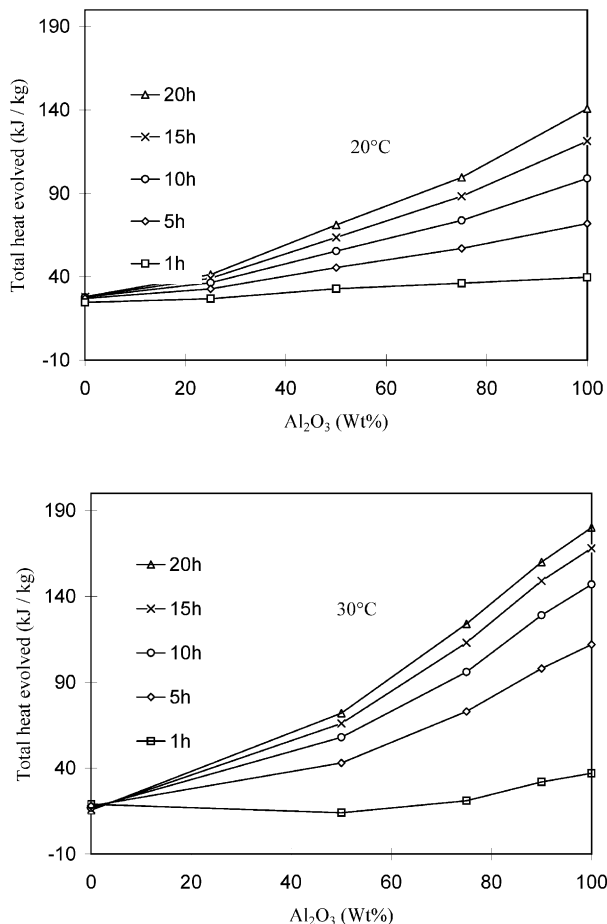 190
140
90
40
-10
Total heat evolved (kJ / kg)
20h
15h
10h
5h
1h
20°C
0 20 40 60 80 100
Al₂O₃ (Wt%)
190
140
90
40
-10
Total heat evolved (kJ / kg)
20h
15h
10h
5h
1h
30°C
0 20 40 60 80 100
Al₂O₃ (Wt%)